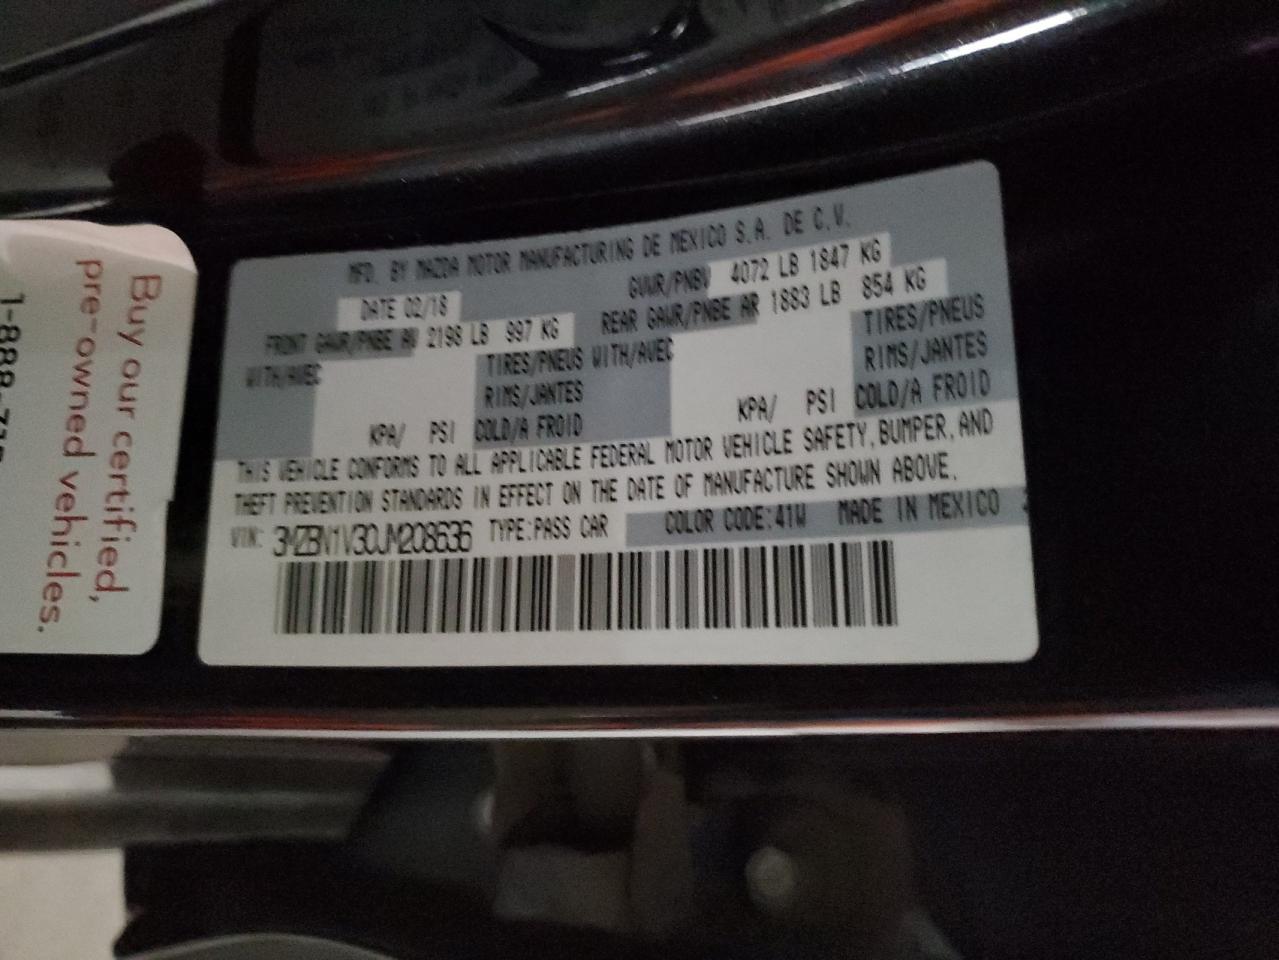 MFD. BY MAZDA MOTOR MANUFACTURING DE MEXICO S.A. DE C.V.
DATE 02/18 GVWR/PNBV 4072 LB 1847 KG
FRONT GAWR/PNBE AV 2198 LB 997 KG REAR GAWR/PNBE AR 1883 LB 854 KG
WITH/AVEC TIRES/PNEUS WITH/AVEC TIRES/PNEUS
RIMS/JANTES RIMS/JANTES
KPA/ PSI COLD/A FROID KPA/ PSI COLD/A FROID
THIS VEHICLE CONFORMS TO ALL APPLICABLE FEDERAL MOTOR VEHICLE SAFETY, BUMPER, AND
THEFT PREVENTION STANDARDS IN EFFECT ON THE DATE OF MANUFACTURE SHOWN ABOVE.
VIN: 3MZBN1V30JM208636 TYPE:PASS CAR COLOR CODE:41W MADE IN MEXICO
Buy our certified,
pre-owned vehicles.